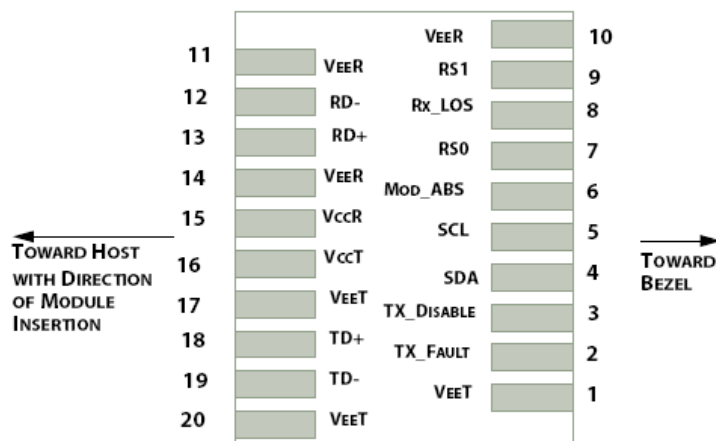 11 VEER
12 RD-
13 RD+
14 VEER
15 VCCR
16 VCCT
17 VEET
18 TD+
19 TD-
20 VEET
VEER 10
RS1 9
RX_LOS 8
RS0 7
MOD_ABS 6
SCL 5
SDA 4
TX_DISABLE 3
TX_FAULT 2
VEET 1
TOWARD HOST
WITH DIRECTION
OF MODULE
INSERTION
TOWARD
BEZEL